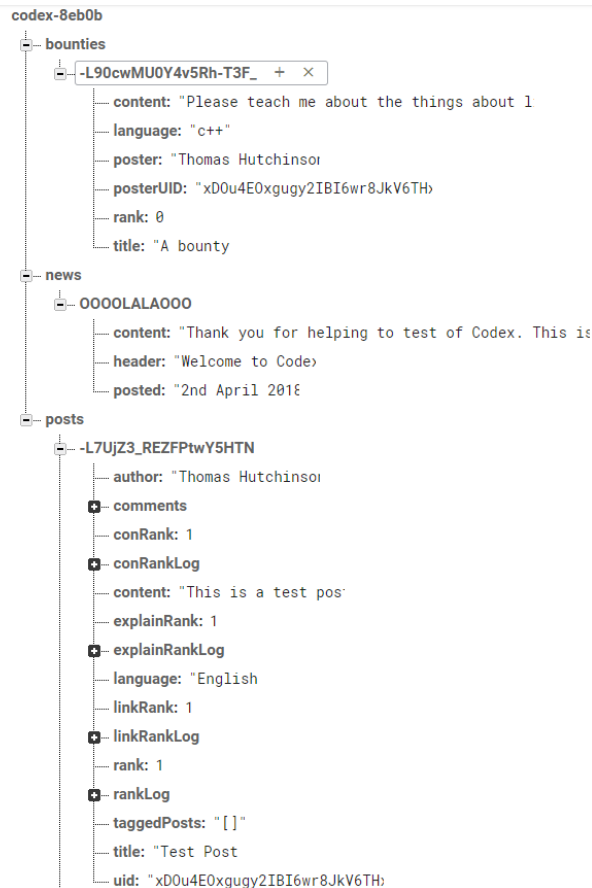 codex-8eb0b
bounties
-L90cwMU0Y4v5Rh-T3F_ + ×
content: "Please teach me about the things about l
language: "c++"
poster: "Thomas Hutchinso
posterUID: "xDOu4EOxgugy2IBI6wr8JkV6TH
rank: 0
title: "A bounty
news
OOOOLALAOOO
content: "Thank you for helping to test of Codex. This is
header: "Welcome to Codex
posted: "2nd April 2018
posts
-L7UjZ3_REZFPtwY5HTN
author: "Thomas Hutchinso
comments
conRank: 1
conRankLog
content: "This is a test pos
explainRank: 1
explainRankLog
language: "English
linkRank: 1
linkRankLog
rank: 1
rankLog
taggedPosts: "[]"
title: "Test Post
uid: "xDOu4EOxgugy2IBI6wr8JkV6TH